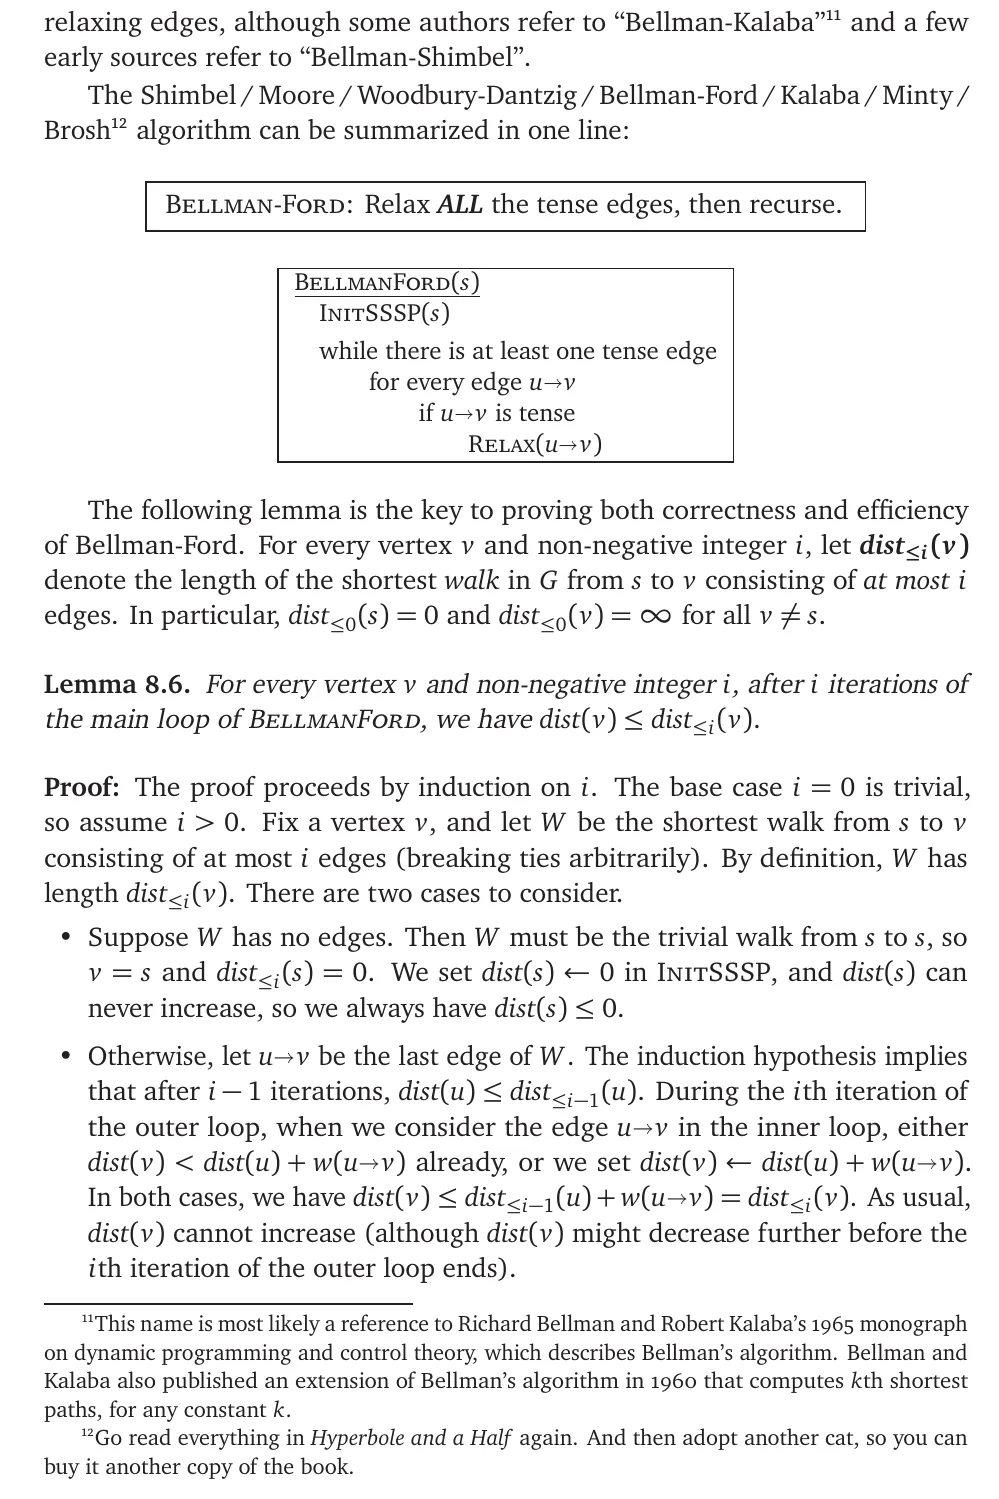 relaxing edges, although some authors refer to “Bellman-Kalaba”¹¹ and a few
early sources refer to “Bellman-Shimbel”.
The Shimbel / Moore / Woodbury-Dantzig / Bellman-Ford / Kalaba / Minty /
Brosh¹² algorithm can be summarized in one line:
BELLMAN-FORD: Relax ALL the tense edges, then recurse.
BELLMANFORD(s)
INITSSSP(s)
while there is at least one tense edge
for every edge u→v
if u→v is tense
RELAX(u→v)
The following lemma is the key to proving both correctness and efficiency
of Bellman-Ford. For every vertex v and non-negative integer i, let dist≤i(v)
denote the length of the shortest walk in G from s to v consisting of at most i
edges. In particular, dist≤0(s) = 0 and dist≤0(v) = ∞ for all v ≠ s.
Lemma 8.6. For every vertex v and non-negative integer i, after i iterations of
the main loop of BELLMANFORD, we have dist(v) ≤ dist≤i(v).
Proof: The proof proceeds by induction on i. The base case i = 0 is trivial,
so assume i > 0. Fix a vertex v, and let W be the shortest walk from s to v
consisting of at most i edges (breaking ties arbitrarily). By definition, W has
length dist≤i(v). There are two cases to consider.
• Suppose W has no edges. Then W must be the trivial walk from s to s, so
v = s and dist≤i(s) = 0. We set dist(s) ← 0 in INITSSSP, and dist(s) can
never increase, so we always have dist(s) ≤ 0.
• Otherwise, let u→v be the last edge of W. The induction hypothesis implies
that after i − 1 iterations, dist(u) ≤ dist≤i−1(u). During the ith iteration of
the outer loop, when we consider the edge u→v in the inner loop, either
dist(v) < dist(u) + w(u→v) already, or we set dist(v) ← dist(u) + w(u→v).
In both cases, we have dist(v) ≤ dist≤i−1(u) + w(u→v) = dist≤i(v). As usual,
dist(v) cannot increase (although dist(v) might decrease further before the
ith iteration of the outer loop ends).
¹¹This name is most likely a reference to Richard Bellman and Robert Kalaba’s 1965 monograph
on dynamic programming and control theory, which describes Bellman’s algorithm. Bellman and
Kalaba also published an extension of Bellman’s algorithm in 1960 that computes kth shortest
paths, for any constant k.
¹²Go read everything in Hyperbole and a Half again. And then adopt another cat, so you can
buy it another copy of the book.